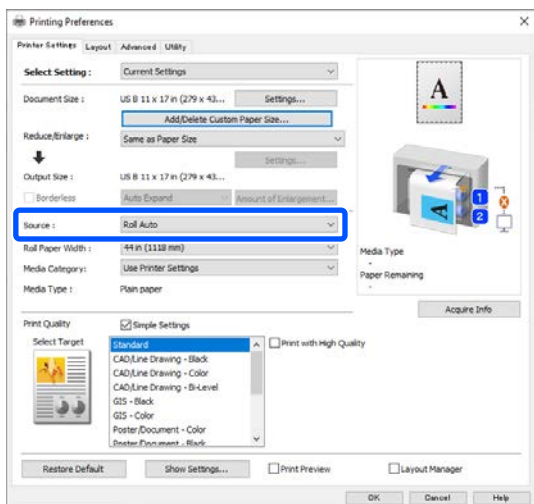 Printing Preferences
Printer Settings Layout Advanced Utility
Select Setting : Current Settings
Document Size : US B 11 x 17 in (279 x 43... Settings...
Add/Delete Custom Paper Size...
Reduce/Enlarge : Same as Paper Size
Settings...
Output Size : US B 11 x 17 in (279 x 43...
Borderless Auto Expand Amount of Enlargement...
Source : Roll Auto
Roll Paper Width : 44 in (1118 mm)
Media Category: Use Printer Settings
Media Type : Plain paper
A
A
1
2
Media Type
-
Paper Remaining
-
Acquire Info
Print Quality Simple Settings
Select Target
Standard
CAD/Line Drawing - Black
CAD/Line Drawing - Color
CAD/Line Drawing - Bi-Level
GIS - Black
GIS - Color
Poster/Document - Color
Poster/Document - Black
Print with High Quality
Restore Default Show Settings... Print Preview Layout Manager
OK Cancel Help